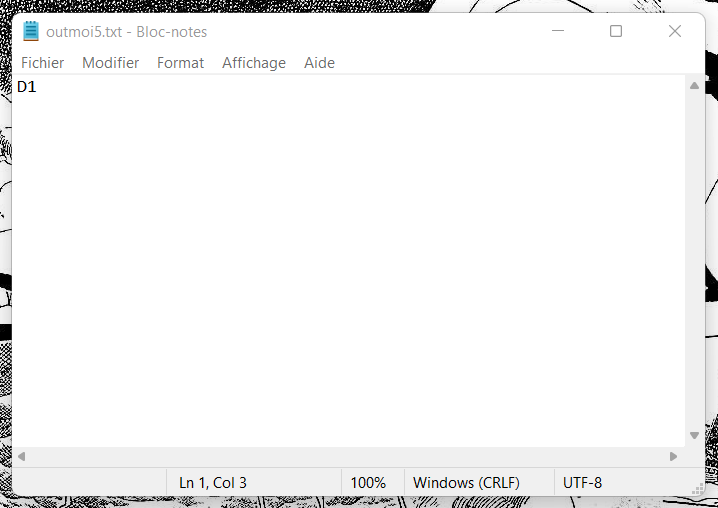 outmoi5.txt - Bloc-notes
Fichier Modifier Format Affichage Aide
D1
Ln 1, Col 3 100% Windows (CRLF) UTF-8